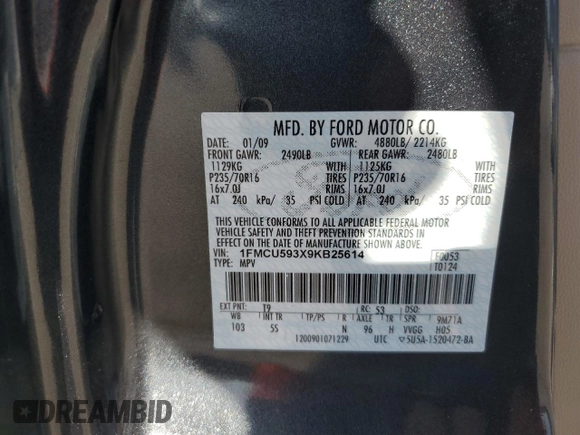 MFD. BY FORD MOTOR CO.
DATE: 01/09 GVWR: 4880LB/ 2214KG
FRONT GAWR: 2490LB REAR GAWR: 2480LB
1129KG WITH 1125KG WITH
P235/70R16 TIRES P235/70R16 TIRES
16x7.0J RIMS 16x7.0J RIMS
AT 240 kPa/ 35 PSI COLD AT 240 kPa/ 35 PSI COLD
THIS VEHICLE CONFORMS TO ALL APPLICABLE FEDERAL MOTOR
VEHICLE SAFETY AND THEFT PREVENTION STANDARDS IN
EFFECT ON THE DATE OF MANUFACTURE SHOWN ABOVE.
VIN: 1FMCU593X9KB25614 F0053
TYPE: MPV T0124
EXT PNT: T9 RC: 53 DSO:
WB INT TR TP/PS R AXLE TR SPR 9M71A
103 5S N 96 H VVGG H05
1200901071229 UTC ▽5U5A-1520472-BA
DREAMBID